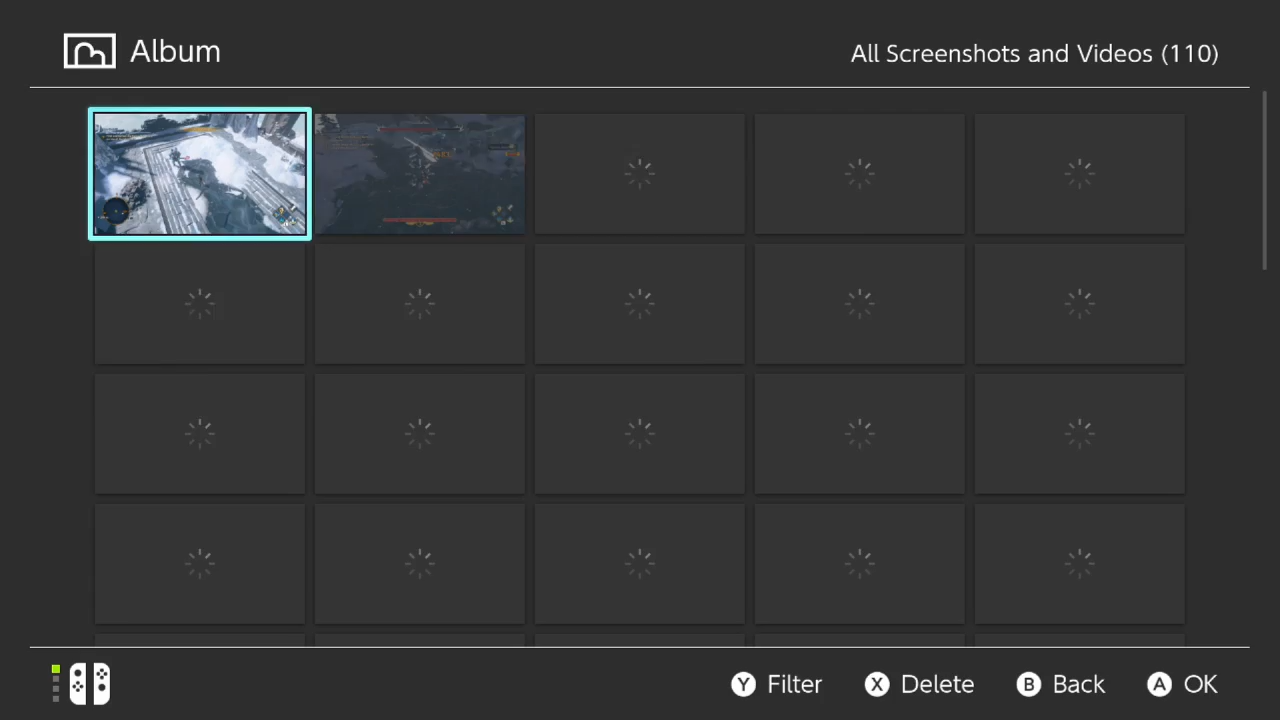 Album
All Screenshots and Videos (110)
Y Filter
X Delete
B Back
A OK